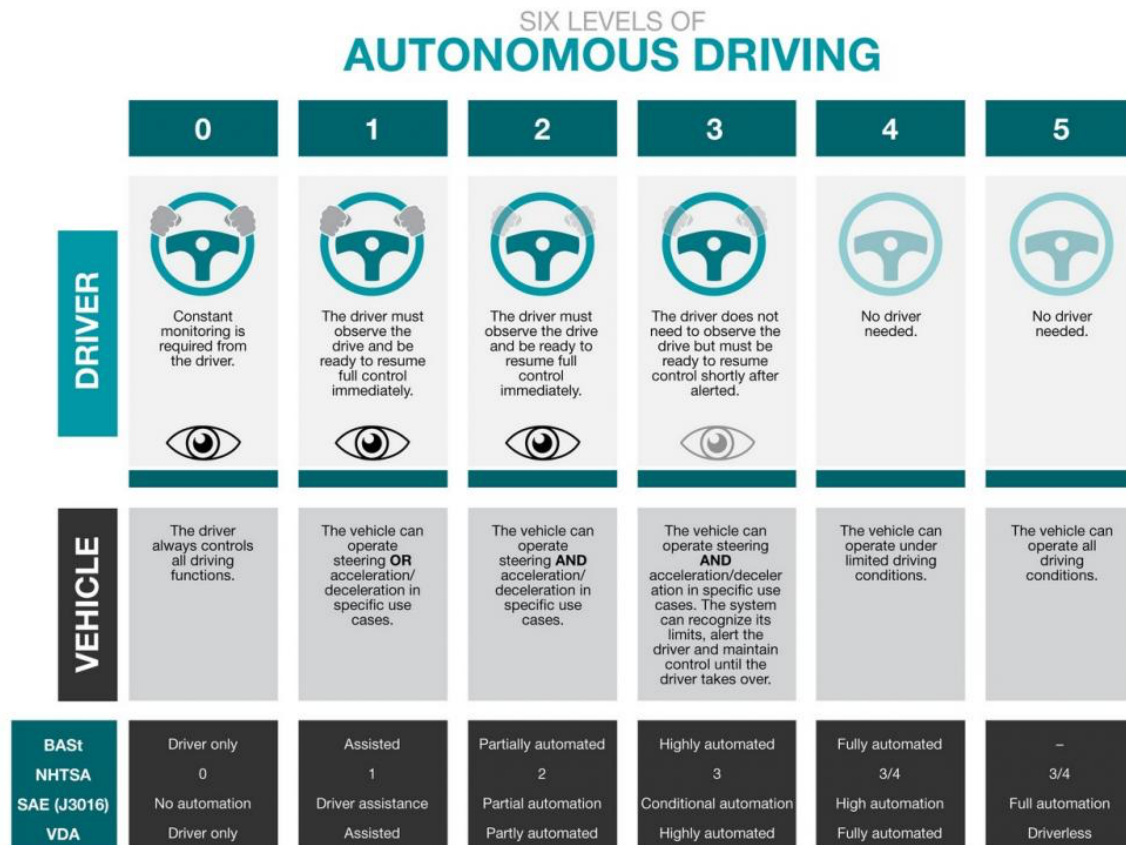 SIX LEVELS OF
AUTONOMOUS DRIVING
0
1
2
3
4
5
DRIVER
Constant
monitoring is
required from
the driver.
The driver must
observe the
drive and be
ready to resume
full control
immediately.
The driver must
observe the drive
and be ready to
resume full
control
immediately.
The driver does not
need to observe the
drive but must be
ready to resume
control shortly after
alerted.
No driver
needed.
No driver
needed.
VEHICLE
The driver
always controls
all driving
functions.
The vehicle can
operate
steering OR
acceleration/
deceleration in
specific use
cases.
The vehicle can
operate
steering AND
acceleration/
deceleration in
specific use
cases.
The vehicle can
operate steering
AND
acceleration/deceler
ation in specific use
cases. The system
can recognize its
limits, alert the
driver and maintain
control until the
driver takes over.
The vehicle can
operate under
limited driving
conditions.
The vehicle can
operate all
driving
conditions.
BASt Driver only Assisted Partially automated Highly automated Fully automated –
NHTSA 0 1 2 3 3/4 3/4
SAE (J3016) No automation Driver assistance Partial automation Conditional automation High automation Full automation
VDA Driver only Assisted Partly automated Highly automated Fully automated Driverless